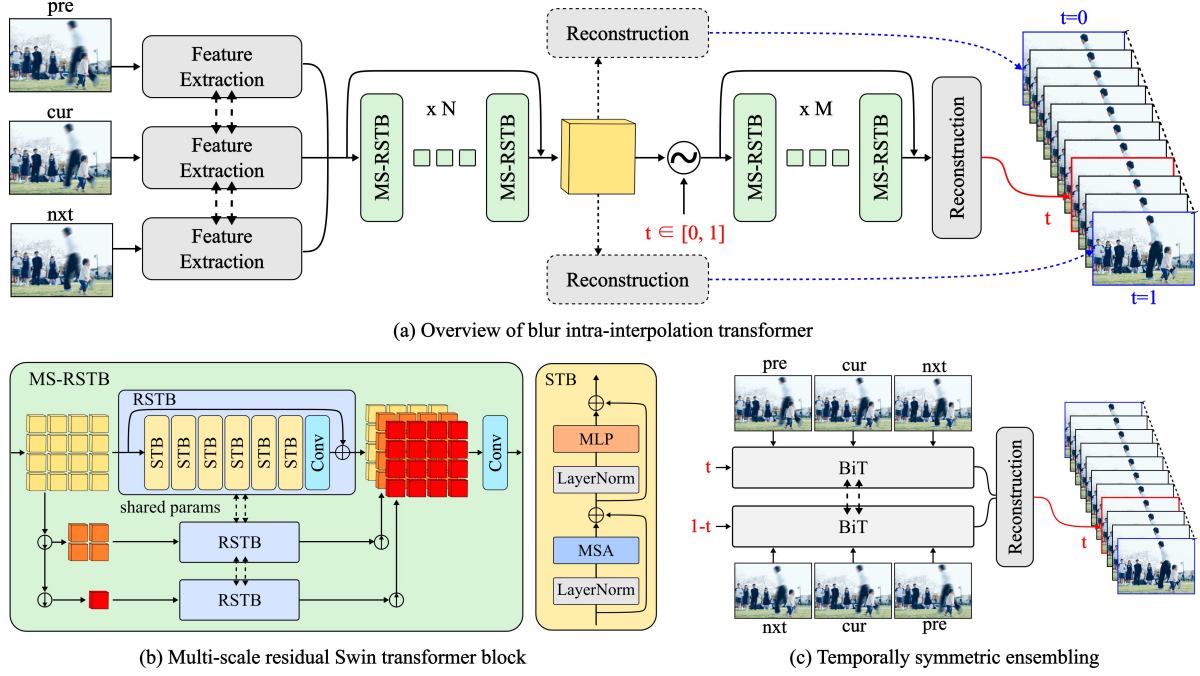 pre
Feature
Extraction
cur
Feature
Extraction
nxt
Feature
Extraction
MS-RSTB
x N
MS-RSTB
Reconstruction
t ∈ [0, 1]
Reconstruction
MS-RSTB
x M
MS-RSTB
Reconstruction
t=0
t
t=1
(a) Overview of blur intra-interpolation transformer
MS-RSTB
RSTB
STB
STB
STB
STB
STB
STB
Conv
Conv
shared params
RSTB
RSTB
(b) Multi-scale residual Swin transformer block
STB
MLP
LayerNorm
MSA
LayerNorm
pre
cur
nxt
t
BiT
1-t
BiT
nxt
cur
pre
Reconstruction
t
(c) Temporally symmetric ensembling